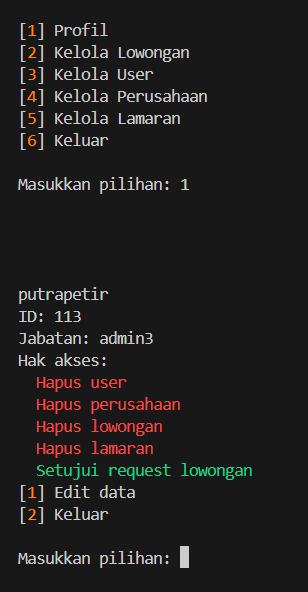 [1] Profil
[2] Kelola Lowongan
[3] Kelola User
[4] Kelola Perusahaan
[5] Kelola Lamaran
[6] Keluar
Masukkan pilihan: 1
putrapetir
ID: 113
Jabatan: admin3
Hak akses:
Hapus user
Hapus perusahaan
Hapus lowongan
Hapus lamaran
Setujui request lowongan
[1] Edit data
[2] Keluar
Masukkan pilihan: